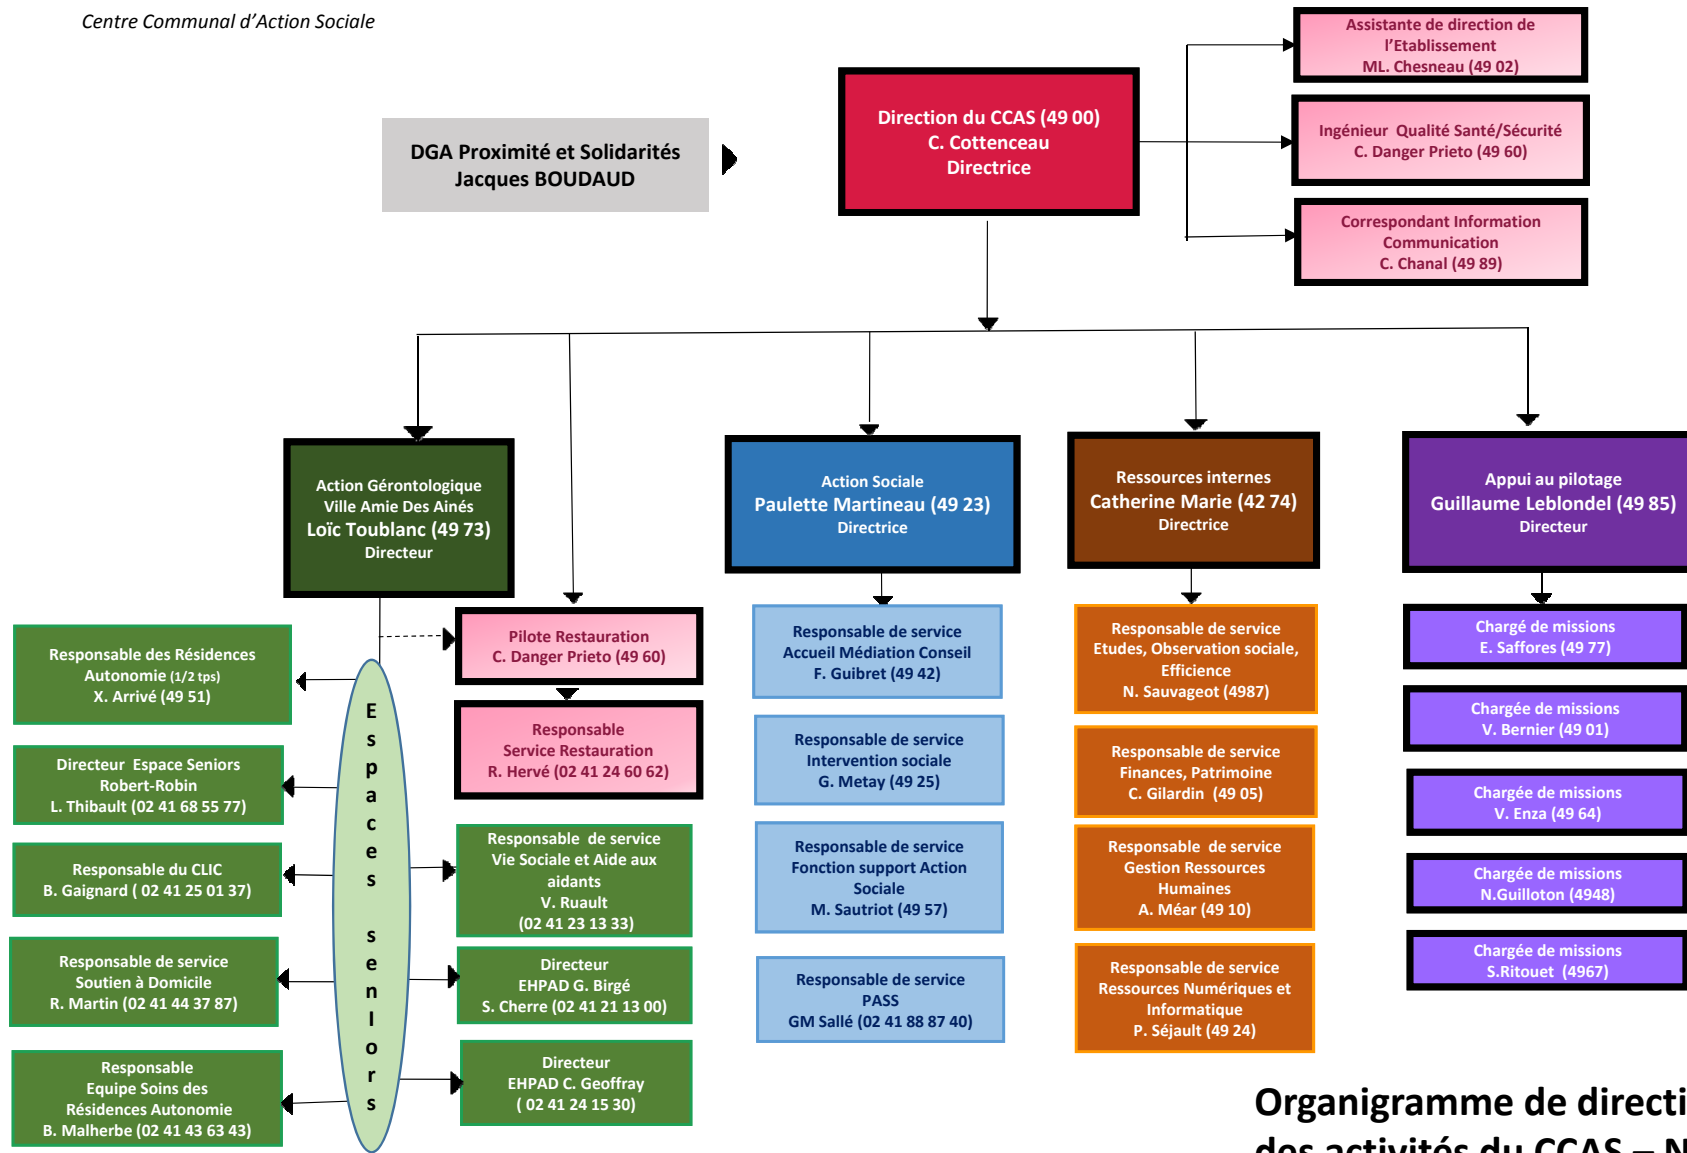 Centre Communal d’Action Sociale
Assistante de direction de
l’Etablissement
ML. Chesneau (49 02)
Direction du CCAS (49 00)
C. Cottenceau
Directrice
Ingénieur Qualité Santé/Sécurité
C. Danger Prieto (49 60)
DGA Proximité et Solidarités
Jacques BOUDAUD
Correspondant Information
Communication
C. Chanal (49 89)
Action Gérontologique
Ville Amie Des Ainés
Loïc Toublanc (49 73)
Directeur
Action Sociale
Paulette Martineau (49 23)
Directrice
Ressources internes
Catherine Marie (42 74)
Directrice
Appui au pilotage
Guillaume Leblondel (49 85)
Directeur
Responsable des Résidences
Autonomie (1/2 tps)
X. Arrivé (49 51)
Directeur Espace Seniors
Robert-Robin
L. Thibault (02 41 68 55 77)
Responsable du CLIC
B. Gaignard ( 02 41 25 01 37)
Responsable de service
Soutien à Domicile
R. Martin (02 41 44 37 87)
Responsable
Equipe Soins des
Résidences Autonomie
B. Malherbe (02 41 43 63 43)
Espaces seniors
Pilote Restauration
C. Danger Prieto (49 60)
Responsable
Service Restauration
R. Hervé (02 41 24 60 62)
Responsable de service
Vie Sociale et Aide aux
aidants
V. Ruault
(02 41 23 13 33)
Directeur
EHPAD G. Birgé
S. Cherre (02 41 21 13 00)
Directeur
EHPAD C. Geoffray
( 02 41 24 15 30)
Responsable de service
Accueil Médiation Conseil
F. Guibret (49 42)
Responsable de service
Intervention sociale
G. Metay (49 25)
Responsable de service
Fonction support Action
Sociale
M. Sautriot (49 57)
Responsable de service
PASS
GM Sallé (02 41 88 87 40)
Responsable de service
Etudes, Observation sociale,
Efficience
N. Sauvageot (4987)
Responsable de service
Finances, Patrimoine
C. Gilardin (49 05)
Responsable de service
Gestion Ressources
Humaines
A. Méar (49 10)
Responsable de service
Ressources Numériques et
Informatique
P. Séjault (49 24)
Chargé de missions
E. Saffores (49 77)
Chargée de missions
V. Bernier (49 01)
Chargée de missions
V. Enza (49 64)
Chargée de missions
N.Guilloton (4948)
Chargée de missions
S.Ritouet (4967)
Organigramme de directi
des activités du CCAS – N